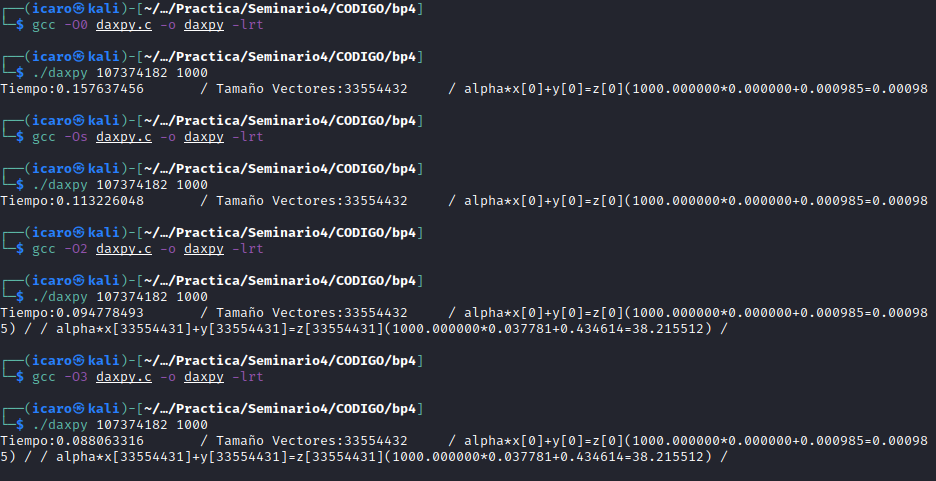 ┌──(icaro㉿kali)-[~/…/Practica/Seminario4/CODIGO/bp4]
└─$ gcc -O0 daxpy.c -o daxpy -lrt
┌──(icaro㉿kali)-[~/…/Practica/Seminario4/CODIGO/bp4]
└─$ ./daxpy 107374182 1000
Tiempo:0.157637456 / Tamaño Vectores:33554432 / alpha*x[0]+y[0]=z[0](1000.000000*0.000000+0.000985=0.00098
┌──(icaro㉿kali)-[~/…/Practica/Seminario4/CODIGO/bp4]
└─$ gcc -Os daxpy.c -o daxpy -lrt
┌──(icaro㉿kali)-[~/…/Practica/Seminario4/CODIGO/bp4]
└─$ ./daxpy 107374182 1000
Tiempo:0.113226048 / Tamaño Vectores:33554432 / alpha*x[0]+y[0]=z[0](1000.000000*0.000000+0.000985=0.00098
┌──(icaro㉿kali)-[~/…/Practica/Seminario4/CODIGO/bp4]
└─$ gcc -O2 daxpy.c -o daxpy -lrt
┌──(icaro㉿kali)-[~/…/Practica/Seminario4/CODIGO/bp4]
└─$ ./daxpy 107374182 1000
Tiempo:0.094778493 / Tamaño Vectores:33554432 / alpha*x[0]+y[0]=z[0](1000.000000*0.000000+0.000985=0.00098
5) / / alpha*x[33554431]+y[33554431]=z[33554431](1000.000000*0.037781+0.434614=38.215512) /
┌──(icaro㉿kali)-[~/…/Practica/Seminario4/CODIGO/bp4]
└─$ gcc -O3 daxpy.c -o daxpy -lrt
┌──(icaro㉿kali)-[~/…/Practica/Seminario4/CODIGO/bp4]
└─$ ./daxpy 107374182 1000
Tiempo:0.088063316 / Tamaño Vectores:33554432 / alpha*x[0]+y[0]=z[0](1000.000000*0.000000+0.000985=0.00098
5) / / alpha*x[33554431]+y[33554431]=z[33554431](1000.000000*0.037781+0.434614=38.215512) /